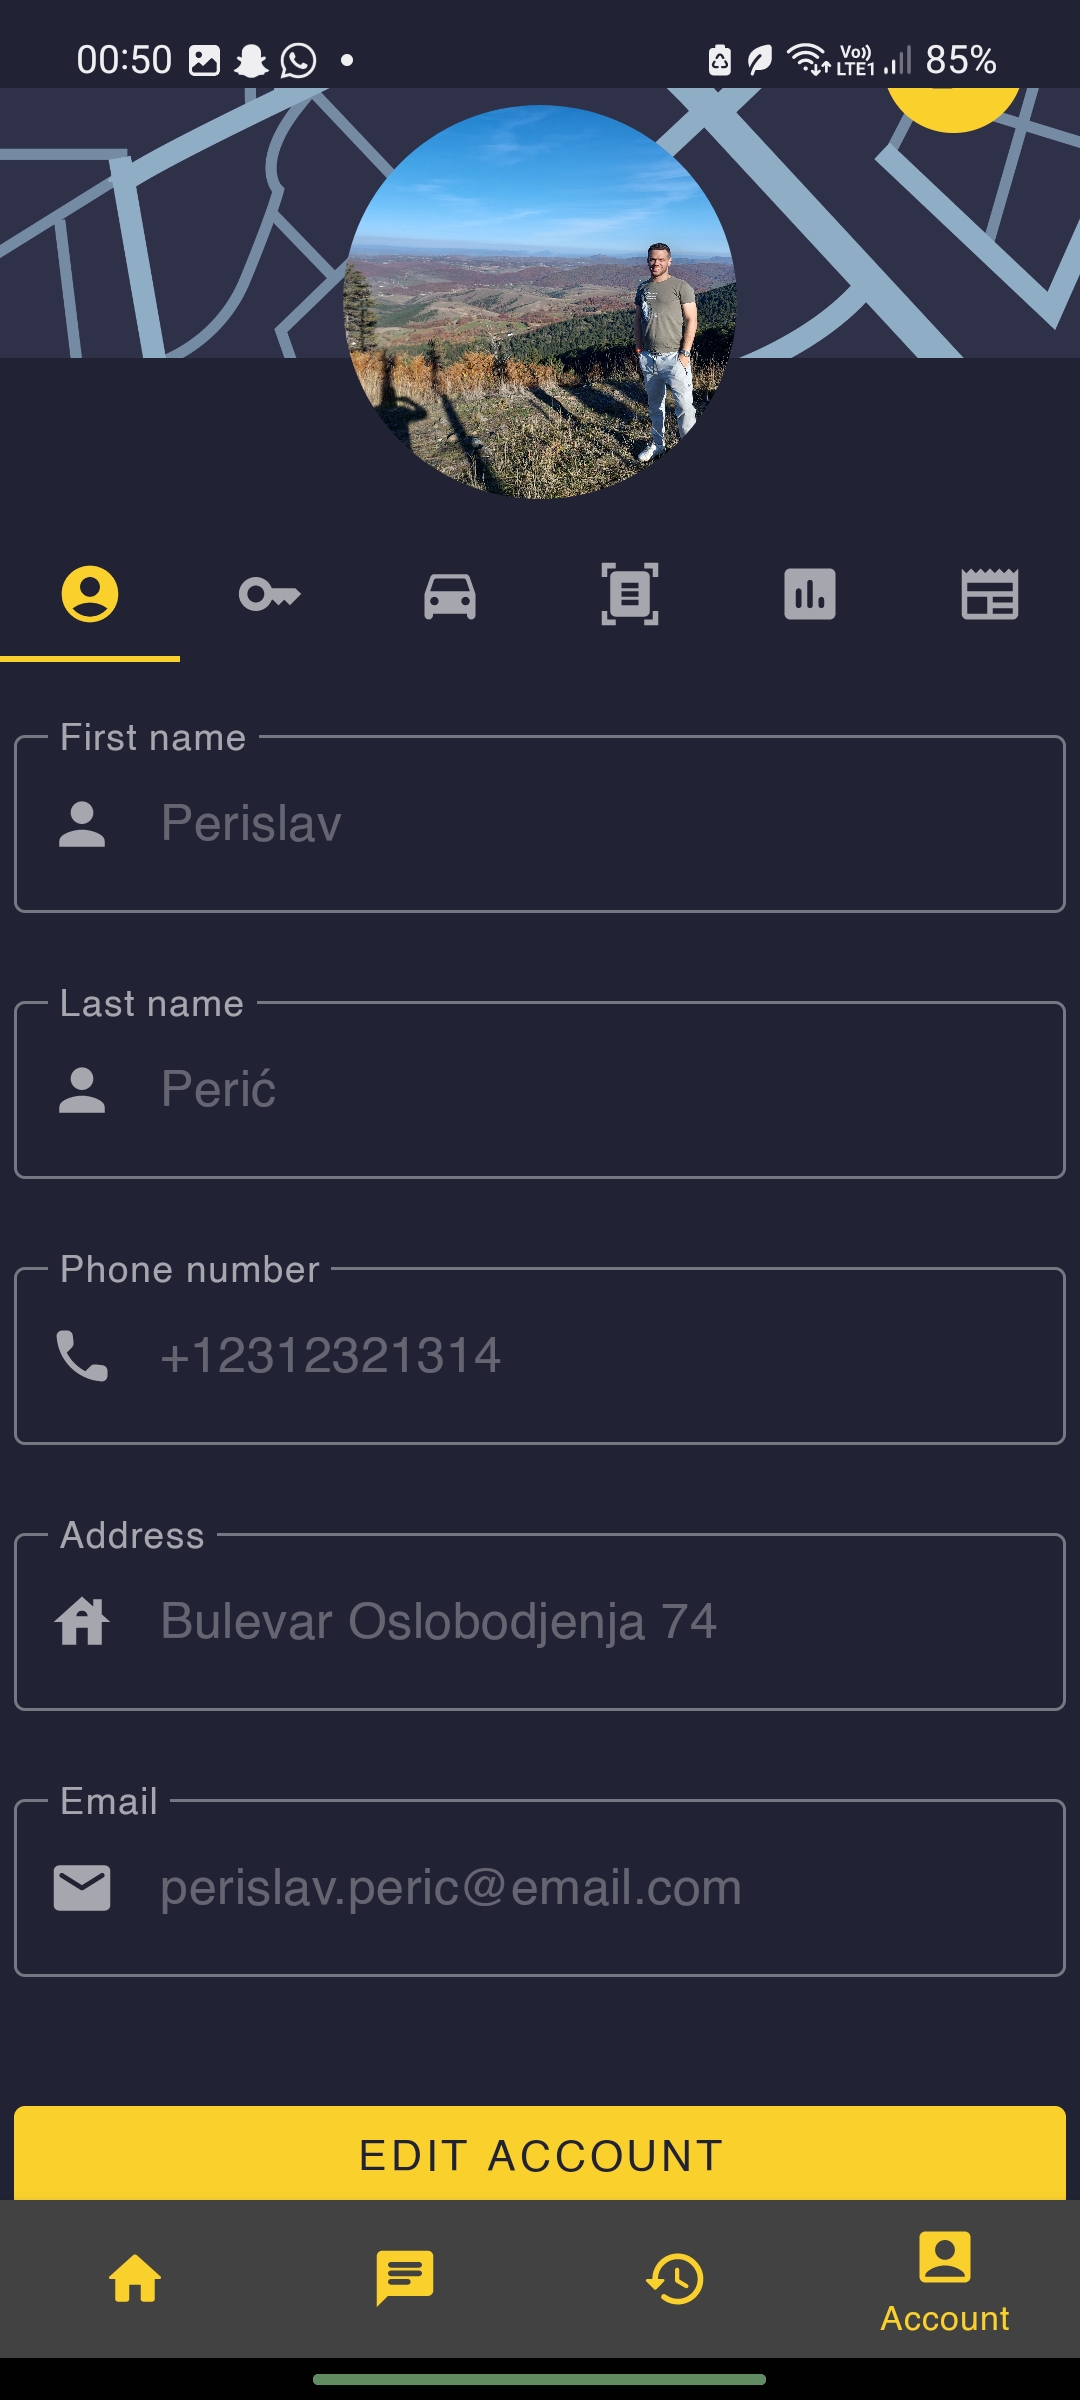 00:50 Vo)) LTE1 85%
First name
Perislav
Last name
Perić
Phone number
+12312321314
Address
Bulevar Oslobodjenja 74
Email
perislav.peric@email.com
EDIT ACCOUNT
Account